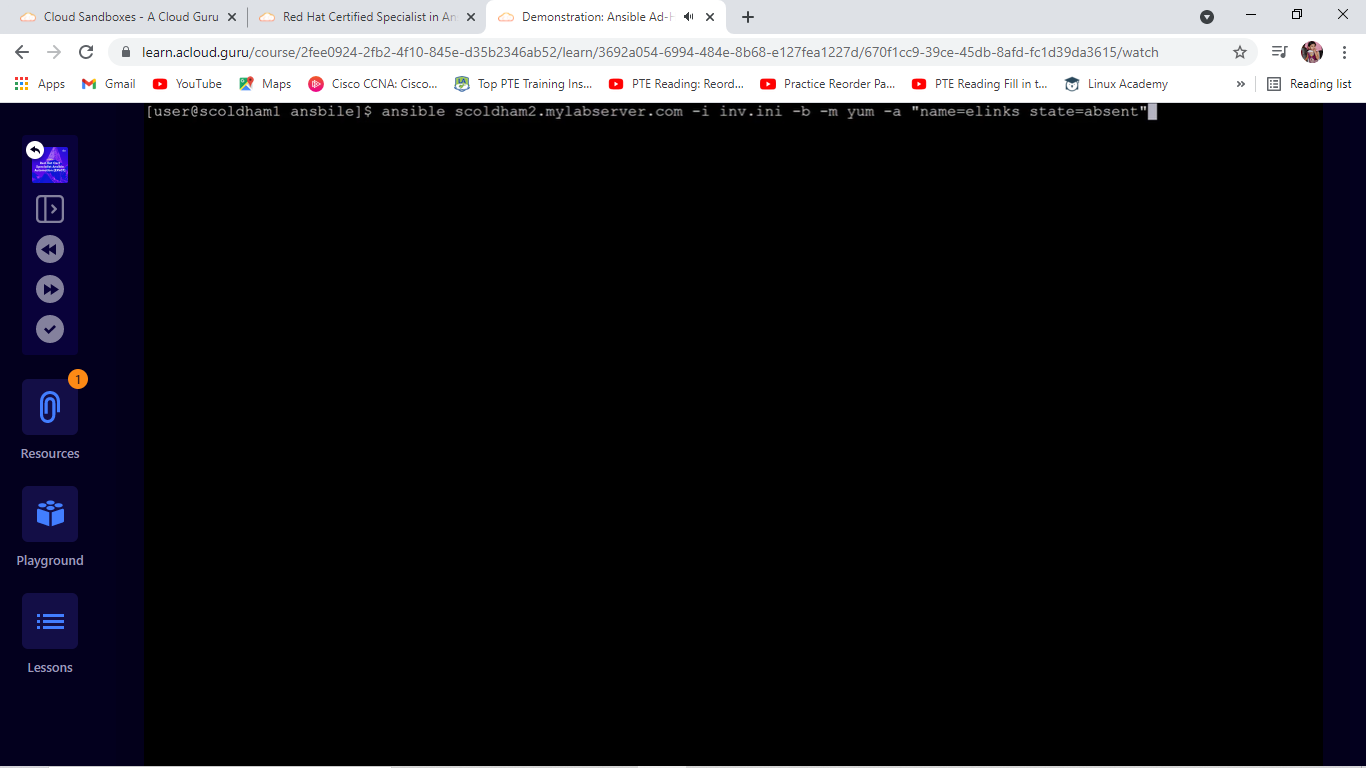 Cloud Sandboxes - A Cloud Guru
Red Hat Certified Specialist in An
Demonstration: Ansible Ad-H
learn.acloud.guru/course/2fee0924-2fb2-4f10-845e-d35b2346ab52/learn/3692a054-6994-484e-8b68-e127fea1227d/670f1cc9-39ce-45db-8afd-fc1d39da3615/watch
Apps Gmail YouTube Maps Cisco CCNA: Cisco... Top PTE Training Ins... PTE Reading: Reord... Practice Reorder Pa... PTE Reading Fill in t... Linux Academy » Reading list
[user@scoldham1 ansbile]$ ansible scoldham2.mylabserver.com -i inv.ini -b -m yum -a "name=elinks state=absent"
1
Resources
Playground
Lessons